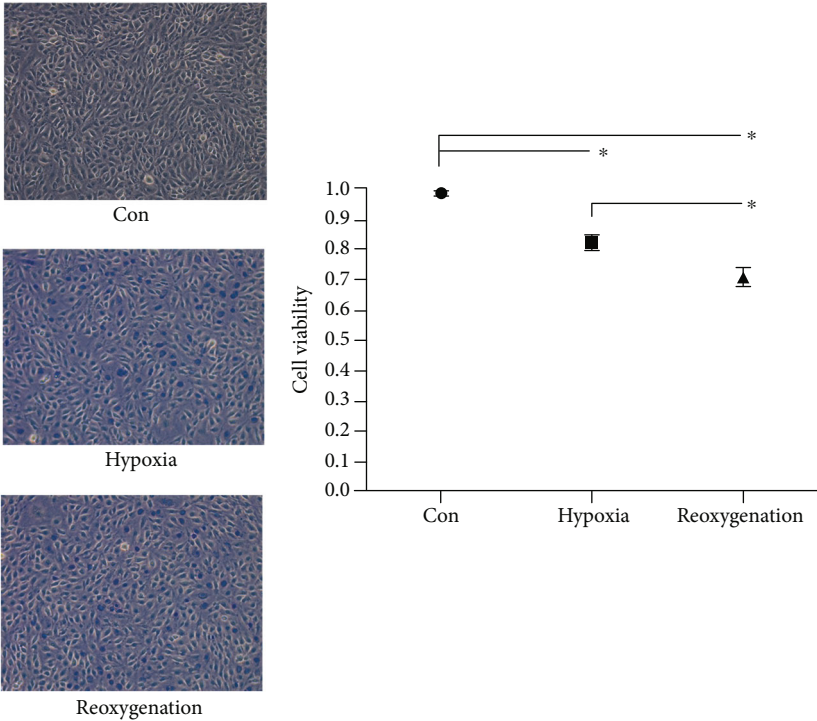 Con
Hypoxia
Reoxygenation
*
*
*
Cell viability
1.0
0.9
0.8
0.7
0.6
0.5
0.4
0.3
0.2
0.1
0.0
Con Hypoxia Reoxygenation